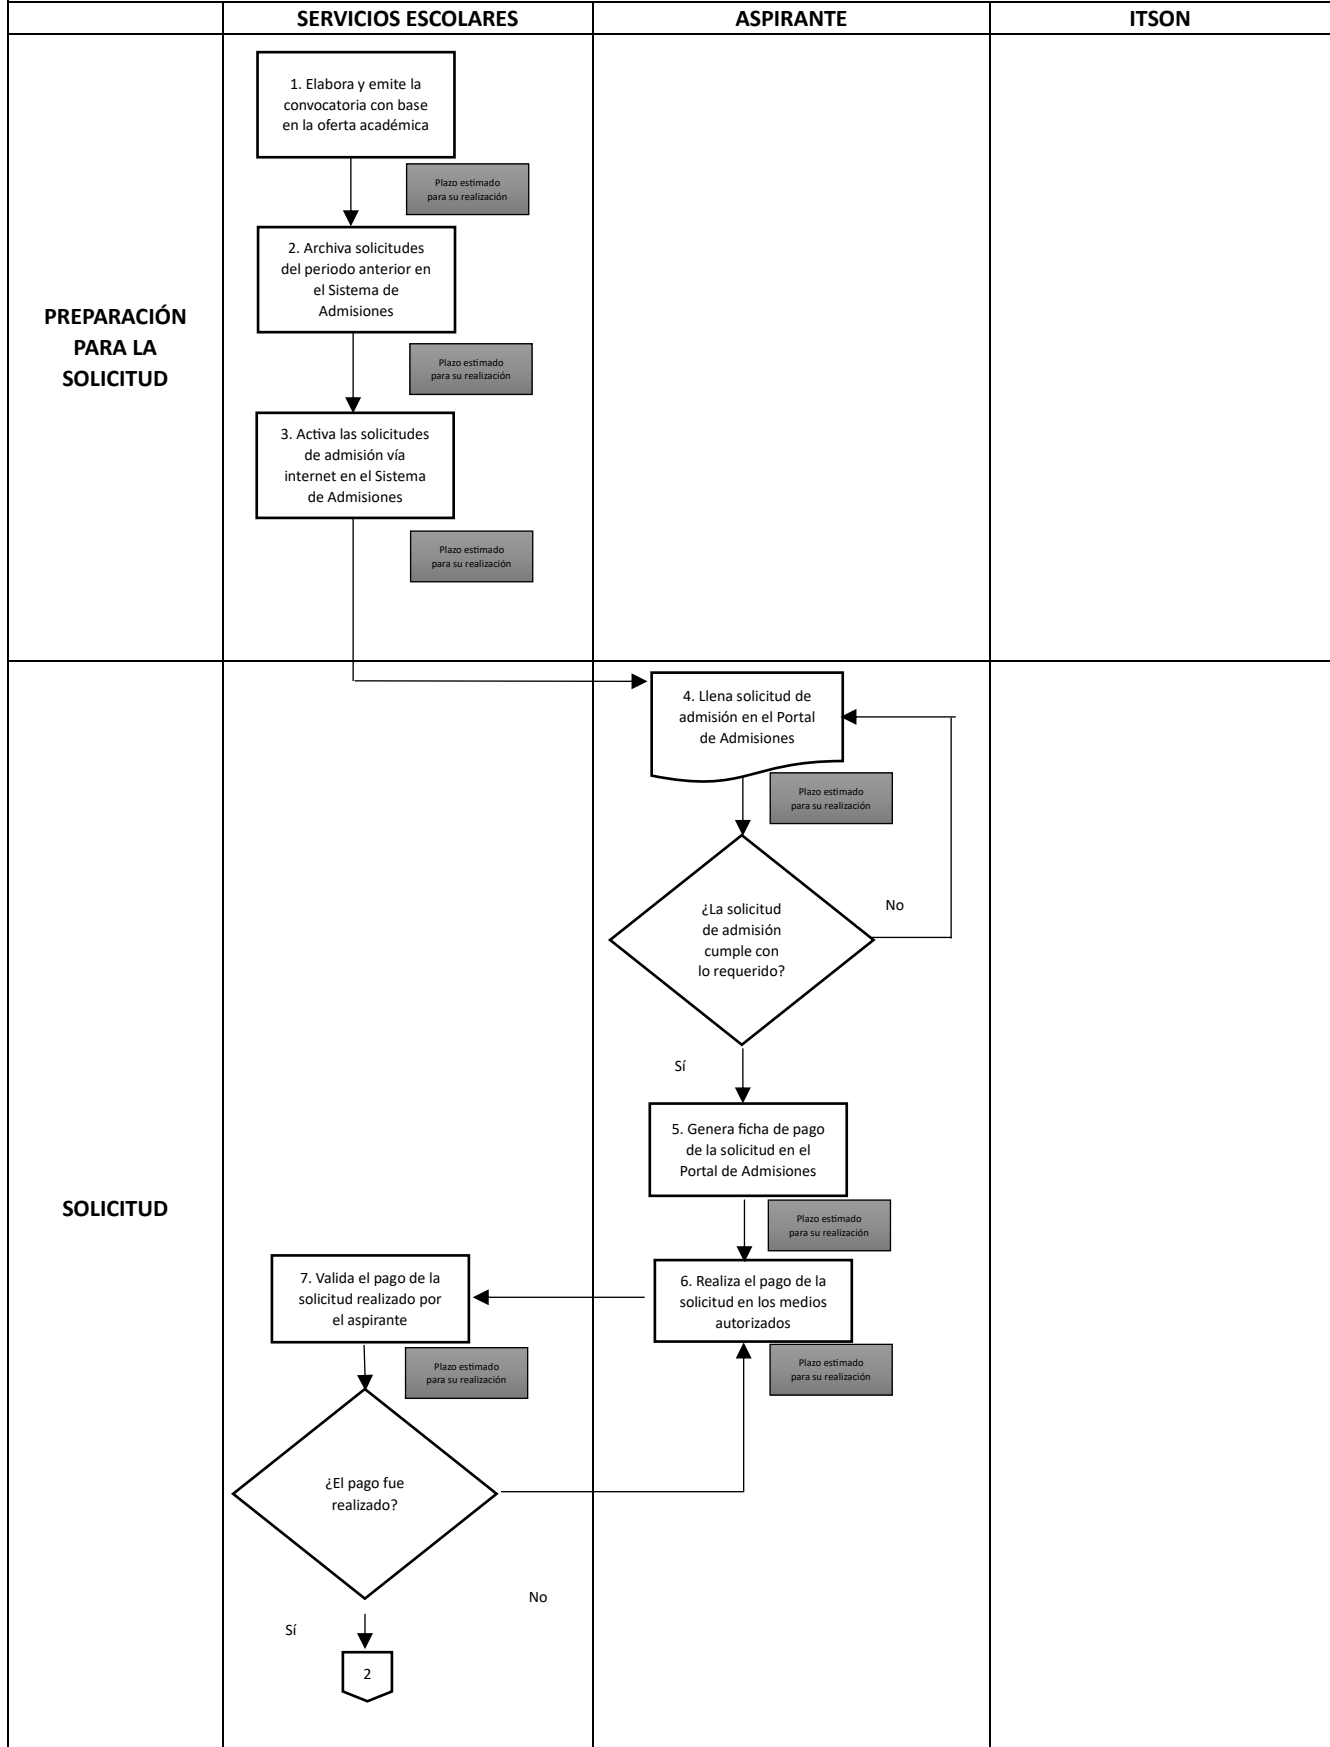 SERVICIOS ESCOLARES
ASPIRANTE
ITSON
PREPARACIÓN
PARA LA
SOLICITUD
1. Elabora y emite la
convocatoria con base
en la oferta académica
Plazo estimado
para su realización
2. Archiva solicitudes
del periodo anterior en
el Sistema de
Admisiones
Plazo estimado
para su realización
3. Activa las solicitudes
de admisión vía
internet en el Sistema
de Admisiones
Plazo estimado
para su realización
SOLICITUD
4. Llena solicitud de
admisión en el Portal
de Admisiones
Plazo estimado
para su realización
¿La solicitud
de admisión
cumple con
lo requerido?
No
Sí
5. Genera ficha de pago
de la solicitud en el
Portal de Admisiones
Plazo estimado
para su realización
6. Realiza el pago de la
solicitud en los medios
autorizados
Plazo estimado
para su realización
7. Valida el pago de la
solicitud realizado por
el aspirante
Plazo estimado
para su realización
¿El pago fue
realizado?
No
Sí
2